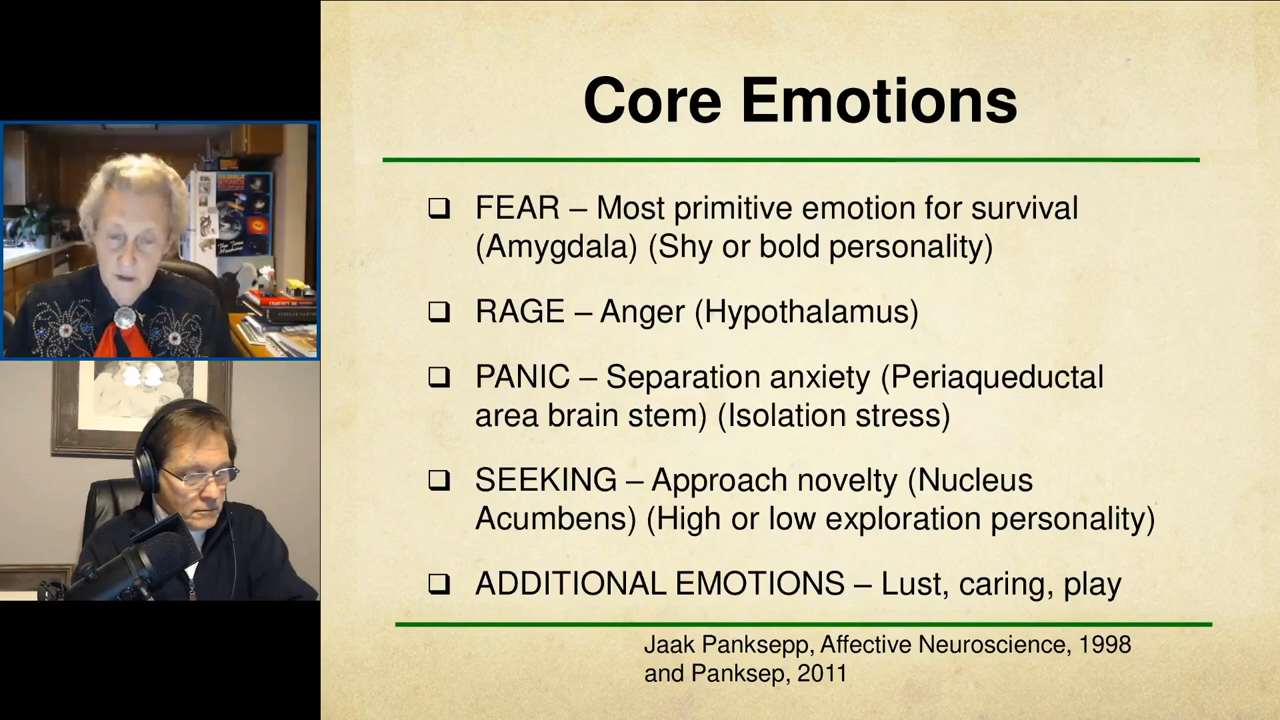 Core Emotions
FEAR – Most primitive emotion for survival
(Amygdala) (Shy or bold personality)
RAGE – Anger (Hypothalamus)
PANIC – Separation anxiety (Periaqueductal
area brain stem) (Isolation stress)
SEEKING – Approach novelty (Nucleus
Acumbens) (High or low exploration personality)
ADDITIONAL EMOTIONS – Lust, caring, play
Jaak Panksepp, Affective Neuroscience, 1998
and Panksep, 2011